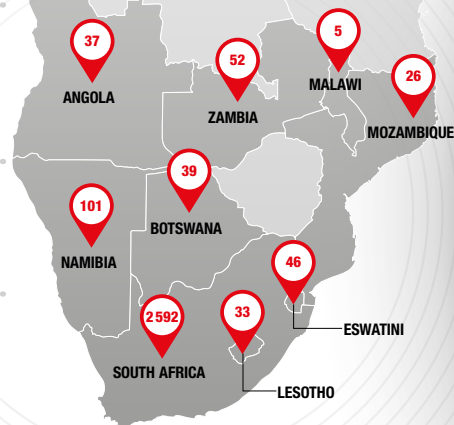 5
37
52
26
MALAWI
ANGOLA
ZAMBIA
MOZAMBIQUE
39
101
BOTSWANA
NAMIBIA
46
2 592
33
ESWATINI
SOUTH AFRICA
LESOTHO